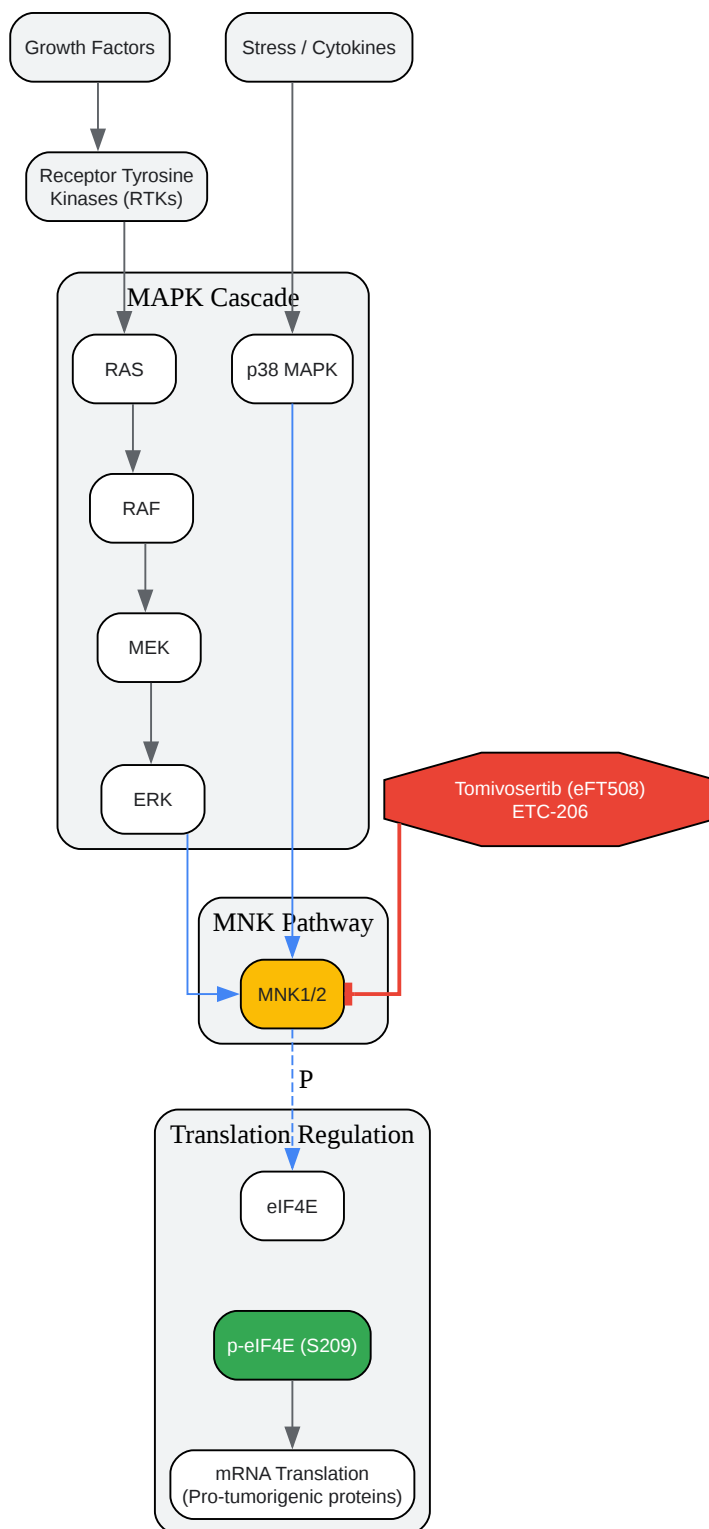 Growth Factors
Stress / Cytokines
Receptor Tyrosine
Kinases (RTKs)
MAPK Cascade
RAS
p38 MAPK
RAF
MEK
ERK
Tomivosertib (eFT508)
ETC-206
MNK Pathway
MNK1/2
P
Translation Regulation
eIF4E
p-eIF4E (S209)
mRNA Translation
(Pro-tumorigenic proteins)